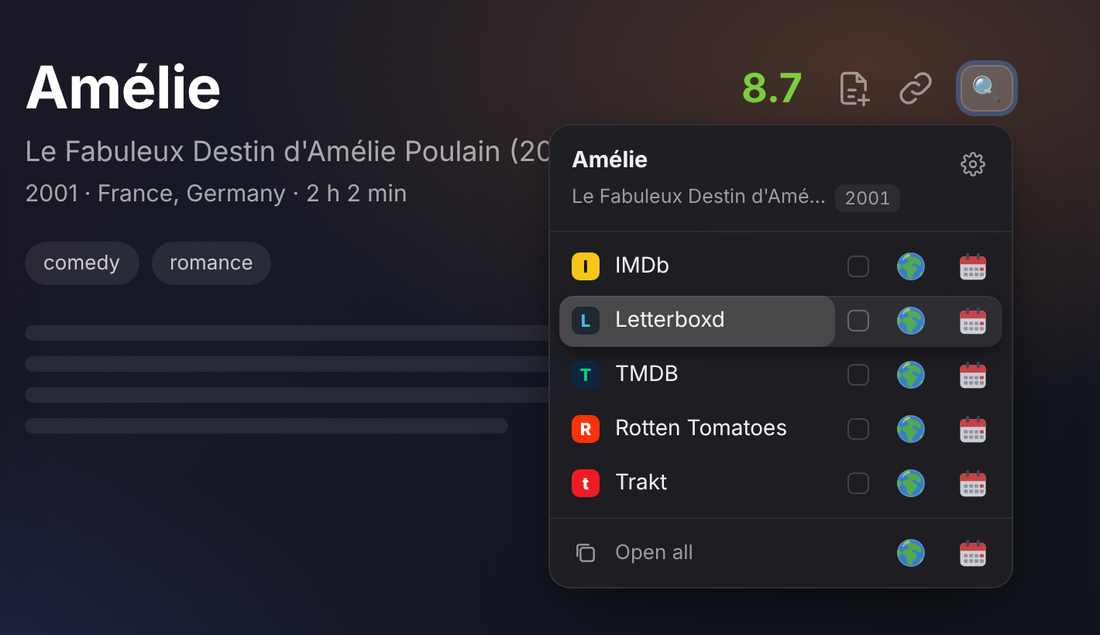 Amélie
8.7
Le Fabuleux Destin d'Amélie Poulain (20
2001 · France, Germany · 2 h 2 min
comedy
romance
Amélie
Le Fabuleux Destin d'Amé... 2001
I IMDb
L Letterboxd
T TMDB
R Rotten Tomatoes
t Trakt
Open all